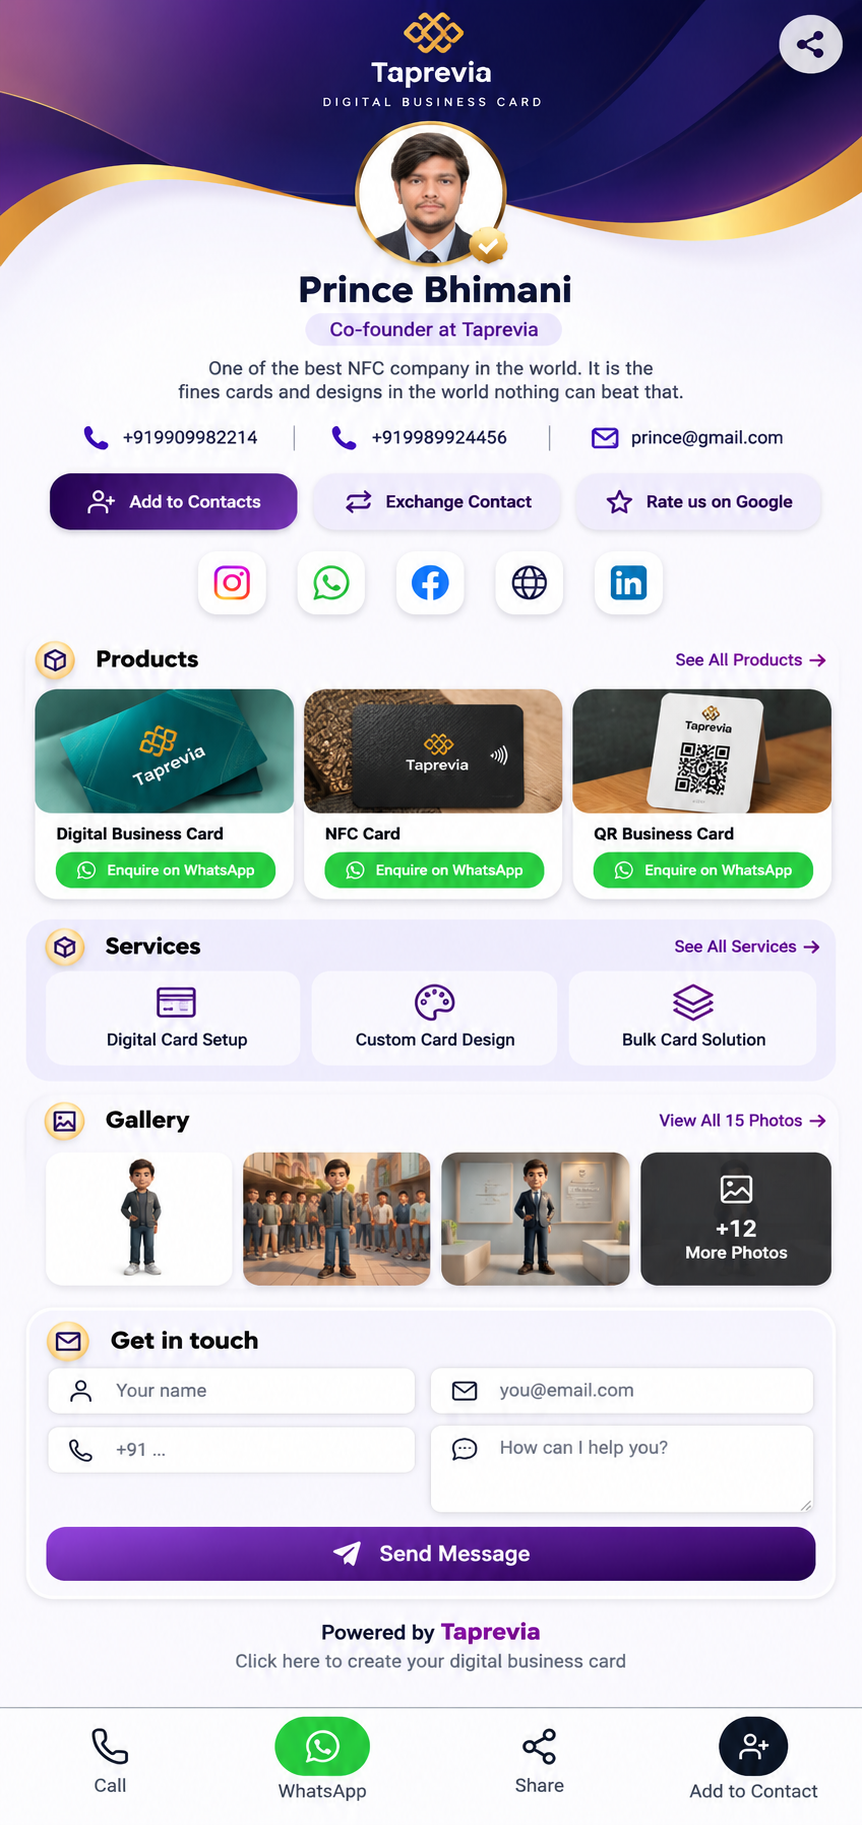 Taprevia
DIGITAL BUSINESS CARD
Prince Bhimani
Co-founder at Taprevia
One of the best NFC company in the world. It is the
fines cards and designs in the world nothing can beat that.
+919909982214
+919989924456
prince@gmail.com
Add to Contacts
Exchange Contact
Rate us on Google
Products
See All Products →
Taprevia
Taprevia
Taprevia
Digital Business Card
NFC Card
QR Business Card
Enquire on WhatsApp
Enquire on WhatsApp
Enquire on WhatsApp
Services
See All Services →
Digital Card Setup
Custom Card Design
Bulk Card Solution
Gallery
View All 15 Photos →
+12
More Photos
Get in touch
Your name
you@email.com
+91 ...
How can I help you?
Send Message
Powered by Taprevia
Click here to create your digital business card
Call
WhatsApp
Share
Add to Contact